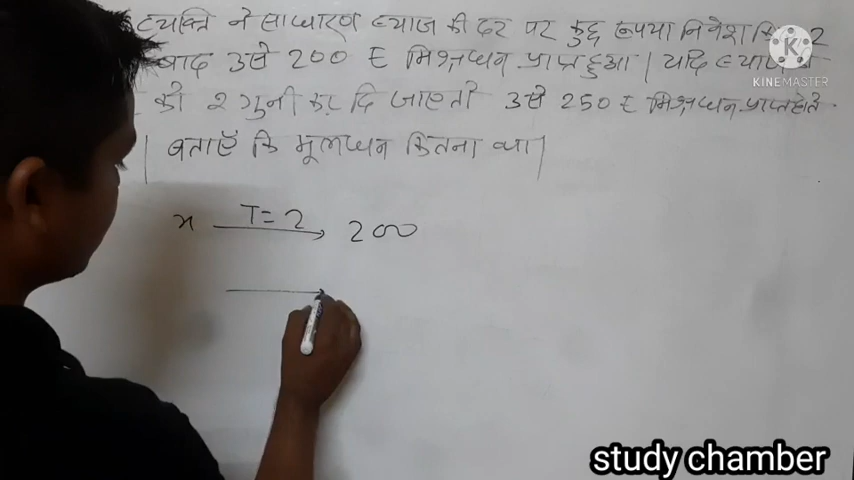 व्यक्ति ने साधारण ब्याज की दर पर कुछ रूपया निवेश 2
बाद उसे 200 ₹ मिश्रधन प्राप्त हुआ । यदि
को २ गुनी कर दि जाए तो उसे 250 ₹ मिश्रधन प्राप्त होते
। बताएँ कि मूलधन कितना था।
x T=2 200
KINEMASTER
study chamber